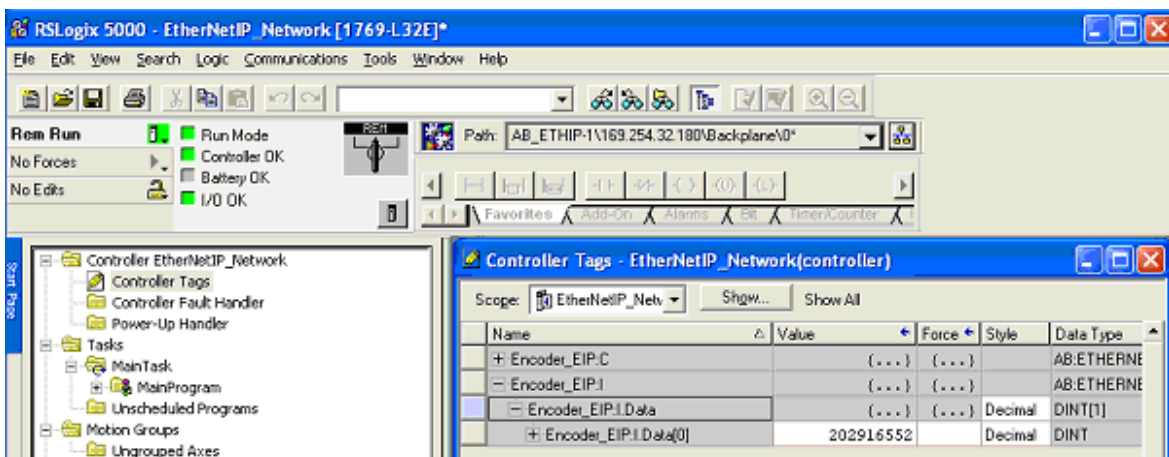 RSLogix 5000 - EtherNetIP_Network [1769-L32E]*
File Edit View Search Logic Communications Tools Window Help
Rem Run
Run Mode
REM
Path: AB_ETHIP-1\169.254.32.180\Backplane\0*
No Forces
Controller OK
Battery OK
No Edits
I/O OK
Favorites Add-On Alarms Bit Timer/Counter
Start Page
Controller EtherNetIP_Network
Controller Tags
Controller Fault Handler
Power-Up Handler
Tasks
MainTask
MainProgram
Unscheduled Programs
Motion Groups
Ungrouped Axes
Controller Tags - EtherNetIP_Network(controller)
Scope: EtherNetIP_Netw Show... Show All
Name Value Force Style Data Type
Encoder_EIP:C {...} {...} AB:ETHERNE
Encoder_EIP:I {...} {...} AB:ETHERNE
Encoder_EIP:I.Data {...} {...} Decimal DINT[1]
Encoder_EIP:I.Data[0] 202916552 Decimal DINT